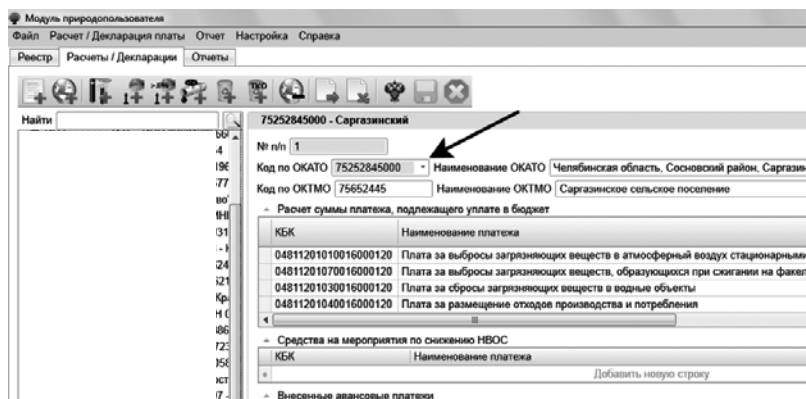 Модуль природопользователя
Файл Расчет / Декларация платы Отчет Настройка Справка
Реестр Расчеты / Декларации Отчеты
Найти
75252845000 - Саргазинский
№ п/п 1
Код по ОКАТО 75252845000 Наименование ОКАТО Челябинская область, Сосновский район, Саргазин
Код по ОКТМО 75652445 Наименование ОКТМО Саргазинское сельское поселение
Расчет суммы платежа, подлежащего уплате в бюджет
КБК Наименование платежа
04811201010016000120 Плата за выбросы загрязняющих веществ в атмосферный воздух стационарными
04811201070016000120 Плата за выбросы загрязняющих веществ, образующихся при сжигании на факел
04811201030016000120 Плата за сбросы загрязняющих веществ в водные объекты
04811201040016000120 Плата за размещение отходов производства и потребления
Средства на мероприятия по снижению НВОС
КБК Наименование платежа
Добавить новую строку
Внесенные авансовые платежи